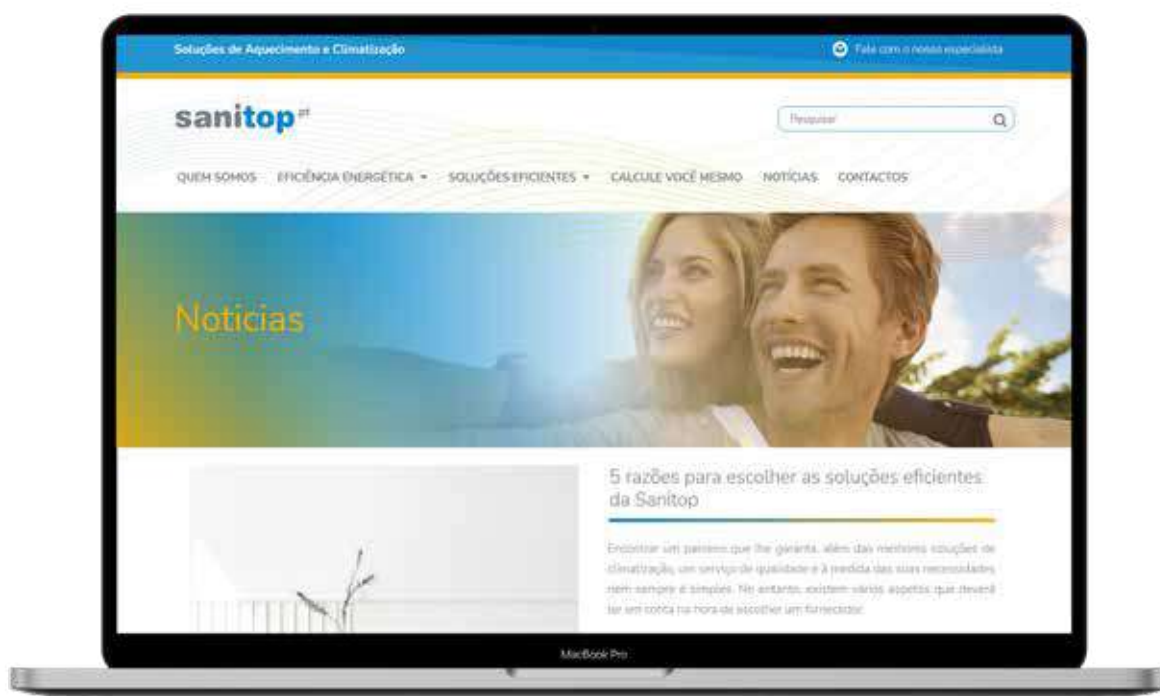 Soluções de Aquecimento e Climatização
Fale com o nosso especialista
sanitop.pt
Pesquisar
QUEM SOMOS EFICIÊNCIA ENERGÉTICA SOLUÇÕES EFICIENTES CALCULE VOCÊ MESMO NOTÍCIAS CONTACTOS
Notícias
5 razões para escolher as soluções eficientes
da Sanitop
Encontrar um parceiro que lhe garanta, além das melhores soluções de
climatização, um serviço de qualidade e à medida das suas necessidades
nem sempre é simples. No entanto, existem vários aspetos que deverá
ter em conta na hora de escolher um fornecedor.
MacBook Pro